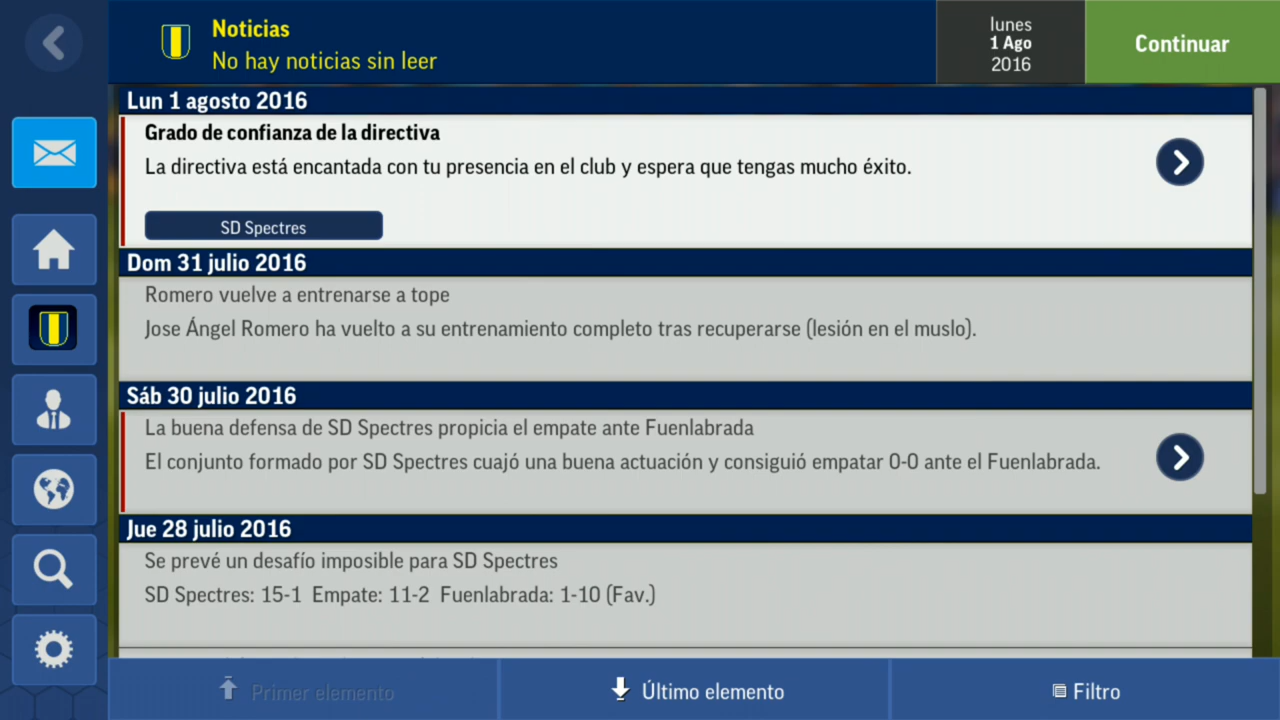 Noticias
No hay noticias sin leer
lunes
1 Ago
2016
Continuar
Lun 1 agosto 2016
Grado de confianza de la directiva
La directiva está encantada con tu presencia en el club y espera que tengas mucho éxito.
SD Spectres
Dom 31 julio 2016
Romero vuelve a entrenarse a tope
Jose Ángel Romero ha vuelto a su entrenamiento completo tras recuperarse (lesión en el muslo).
Sáb 30 julio 2016
La buena defensa de SD Spectres propicia el empate ante Fuenlabrada
El conjunto formado por SD Spectres cuajó una buena actuación y consiguió empatar 0-0 ante el Fuenlabrada.
Jue 28 julio 2016
Se prevé un desafío imposible para SD Spectres
SD Spectres: 15-1 Empate: 11-2 Fuenlabrada: 1-10 (Fav.)
Primer elemento
Último elemento
Filtro